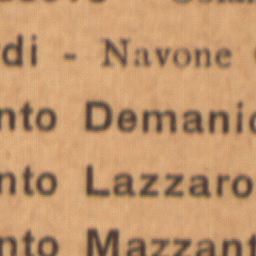 di - Navone
nto Demanio
nto Lazzaro
nto Mazzant